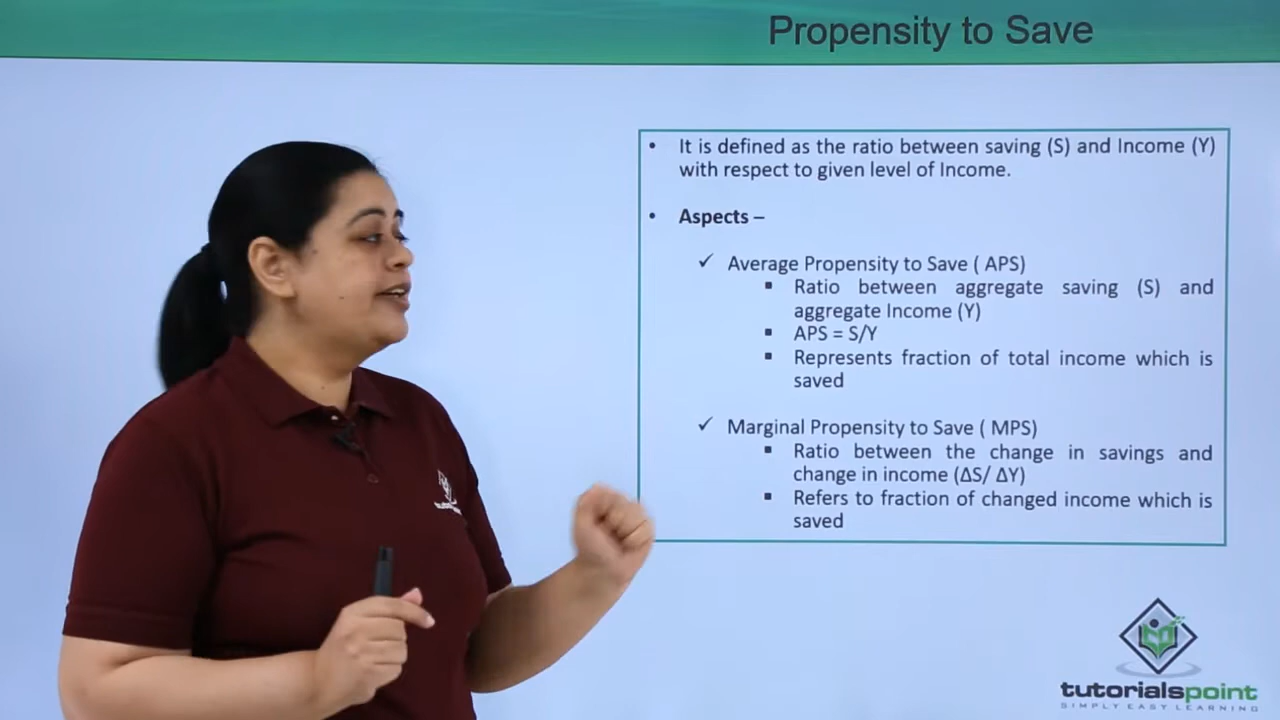 Propensity to Save
• It is defined as the ratio between saving (S) and Income (Y)
with respect to given level of Income.
• Aspects –
✓ Average Propensity to Save ( APS)
▪ Ratio between aggregate saving (S) and
aggregate Income (Y)
▪ APS = S/Y
▪ Represents fraction of total income which is
saved
✓ Marginal Propensity to Save ( MPS)
▪ Ratio between the change in savings and
change in income (ΔS/ ΔY)
▪ Refers to fraction of changed income which is
saved
tutorialspoint
SIMPLY EASY LEARNING